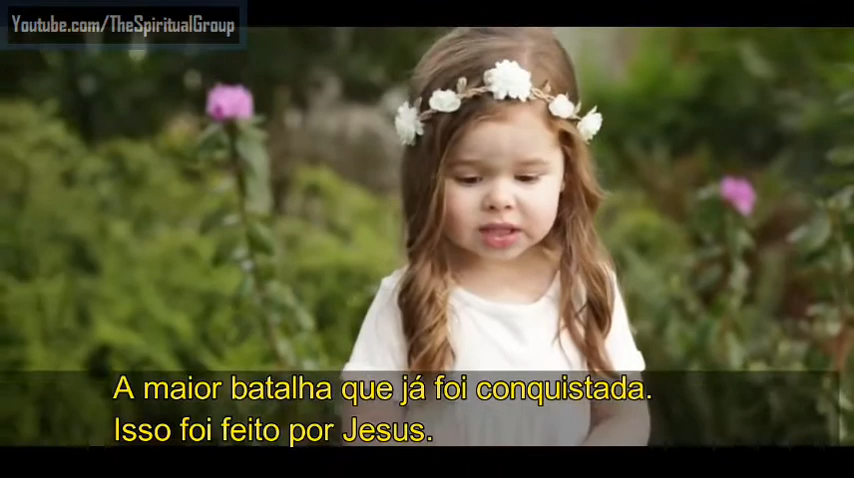 Youtube.com/TheSpiritualGroup
A maior batalha que já foi conquistada.
Isso foi feito por Jesus.